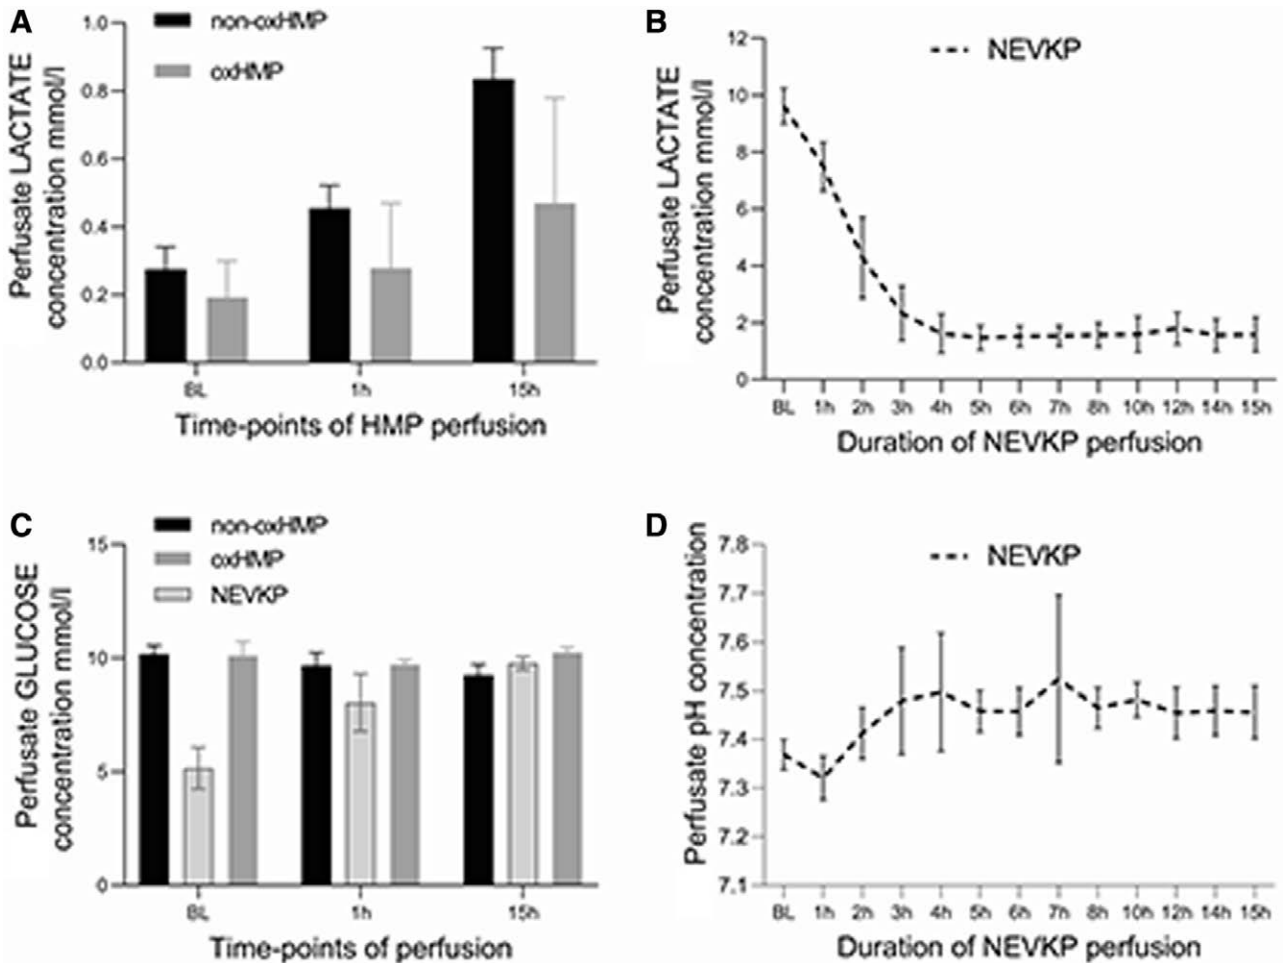 A
non-oxHMP
oxHMP
Perfusate LACTATE
concentration mmol/l
1.0
0.8
0.6
0.4
0.2
0.0
BL 1h 15h
Time-points of HMP perfusion
B
NEVKP
Perfusate LACTATE
concentration mmol/l
12
10
8
6
4
2
0
BL 1h 2h 3h 4h 5h 6h 7h 8h 10h 12h 14h 15h
Duration of NEVKP perfusion
C
non-oxHMP
oxHMP
NEVKP
Perfusate GLUCOSE
concentration mmol/l
15
10
5
0
BL 1h 15h
Time-points of perfusion
D
NEVKP
Perfusate pH concentration
7.8
7.7
7.6
7.5
7.4
7.3
7.2
7.1
BL 1h 2h 3h 4h 5h 6h 7h 8h 10h 12h 14h 15h
Duration of NEVKP perfusion